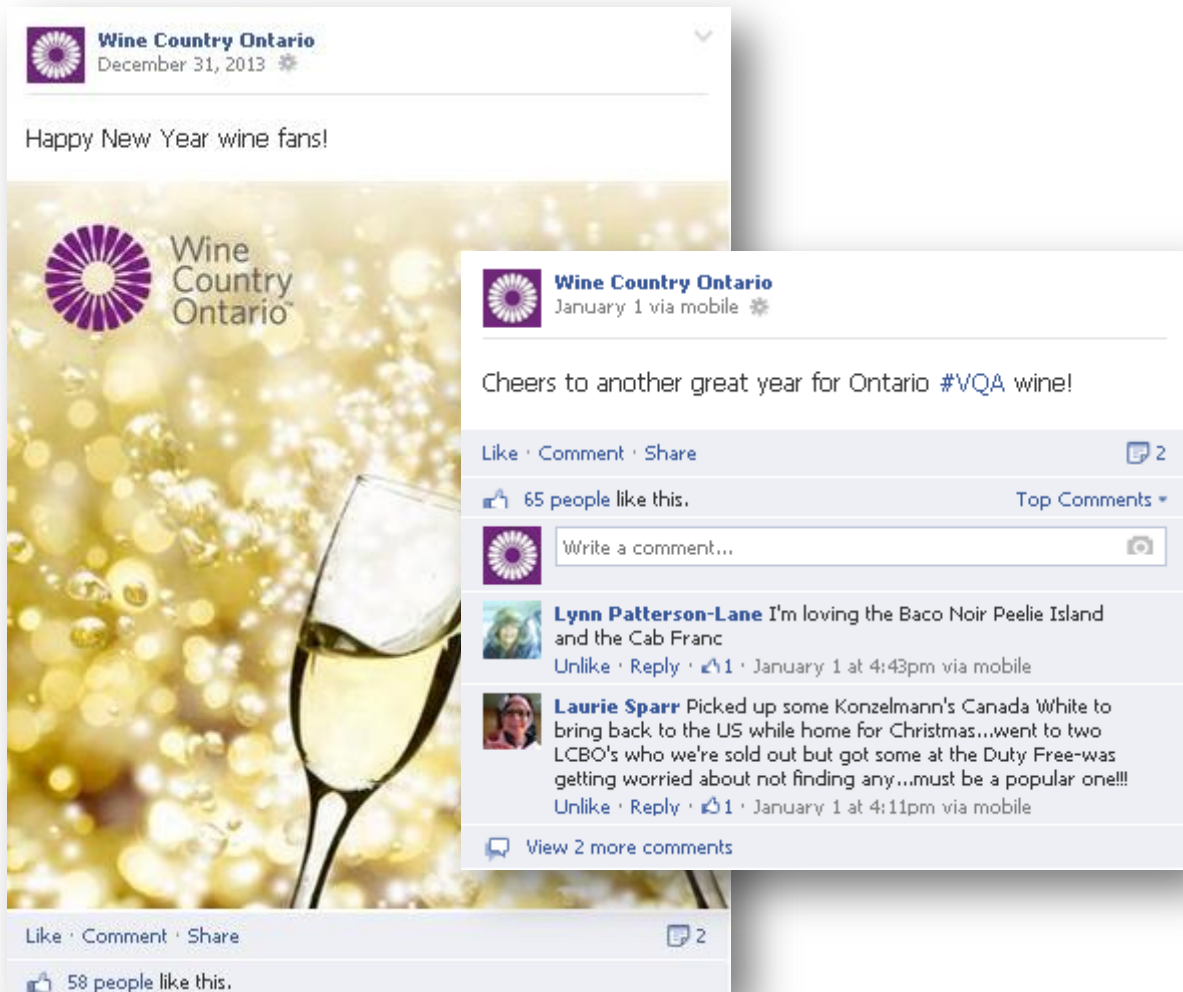 Wine Country Ontario
December 31, 2013
Happy New Year wine fans!
Wine
Country
Ontario™
Like · Comment · Share
2
58 people like this.
Wine Country Ontario
January 1 via mobile
Cheers to another great year for Ontario #VQA wine!
Like · Comment · Share
2
65 people like this.
Top Comments
Write a comment...
Lynn Patterson-Lane I'm loving the Baco Noir Peelie Island
and the Cab Franc
Unlike · Reply · 1 · January 1 at 4:43pm via mobile
Laurie Sparr Picked up some Konzelmann's Canada White to
bring back to the US while home for Christmas...went to two
LCBO's who we're sold out but got some at the Duty Free-was
getting worried about not finding any...must be a popular one!!!
Unlike · Reply · 1 · January 1 at 4:11pm via mobile
View 2 more comments